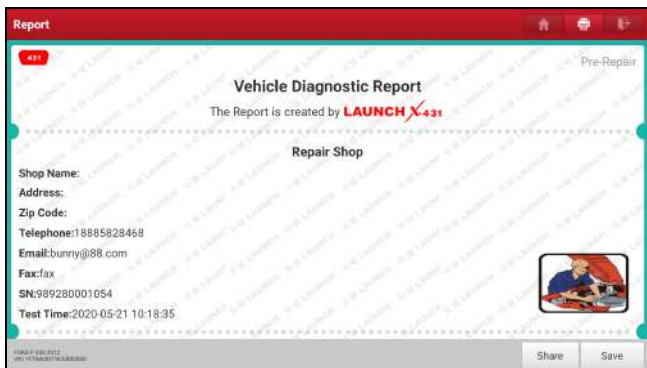 Report
431
Pre-Repair
Vehicle Diagnostic Report
The Report is created by LAUNCH X-431
Repair Shop
Shop Name:
Address:
Zip Code:
Telephone:18885828468
Email:bunny@88.com
Fax:fax
SN:989280001054
Test Time:2020-05-21 10:18:35
Share
Save